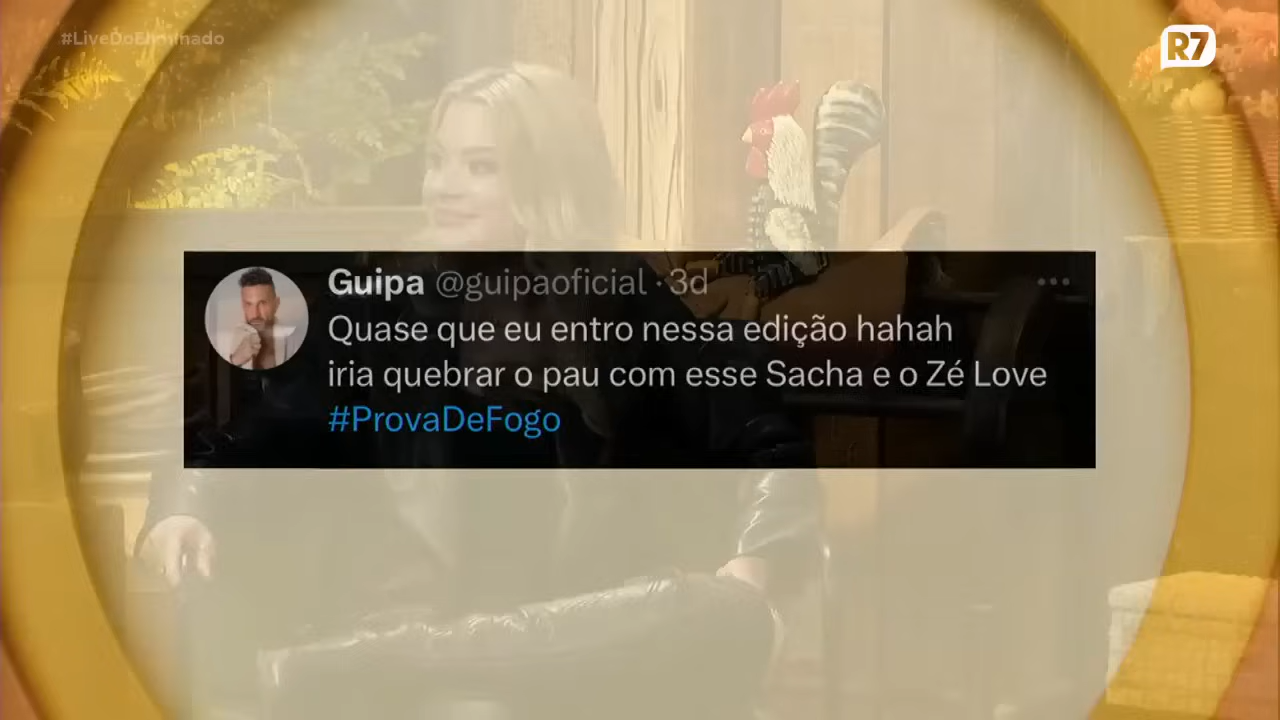 #LiveDoEliminado
R7
Guipa @guipaoficial · 3d
Quase que eu entro nessa edição hahah
iria quebrar o pau com esse Sacha e o Zé Love
#ProvaDeFogo